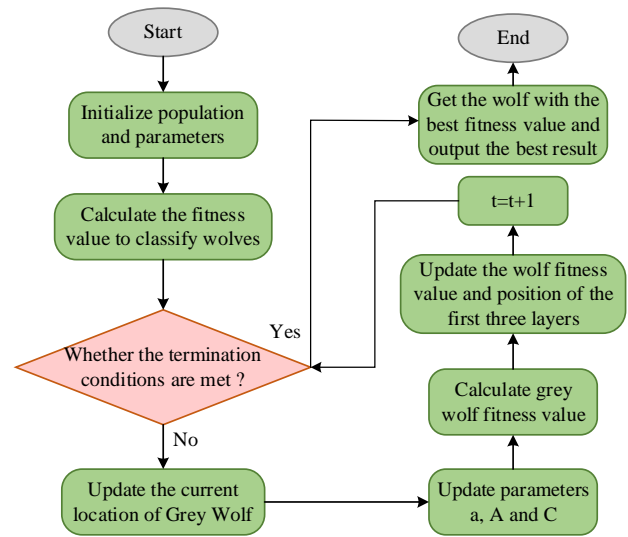 Start
Initialize population
and parameters
Calculate the fitness
value to classify wolves
Whether the termination
conditions are met ?
Yes
No
Update the current
location of Grey Wolf
Update parameters
a, A and C
Calculate grey
wolf fitness value
Update the wolf fitness
value and position of the
first three layers
t=t+1
Get the wolf with the
best fitness value and
output the best result
End